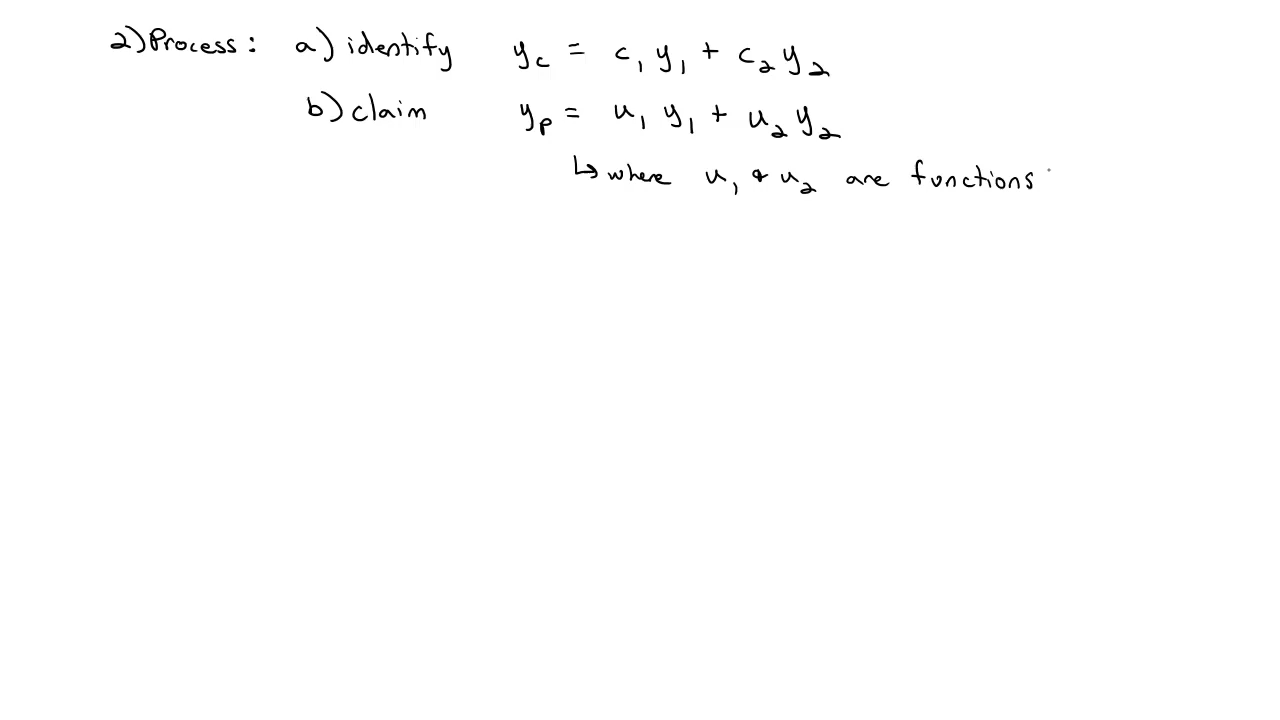 2) Process: a) identify y_c = c_1 y_1 + c_2 y_2
b) claim y_p = u_1 y_1 + u_2 y_2
↳ where u_1 & u_2 are functions